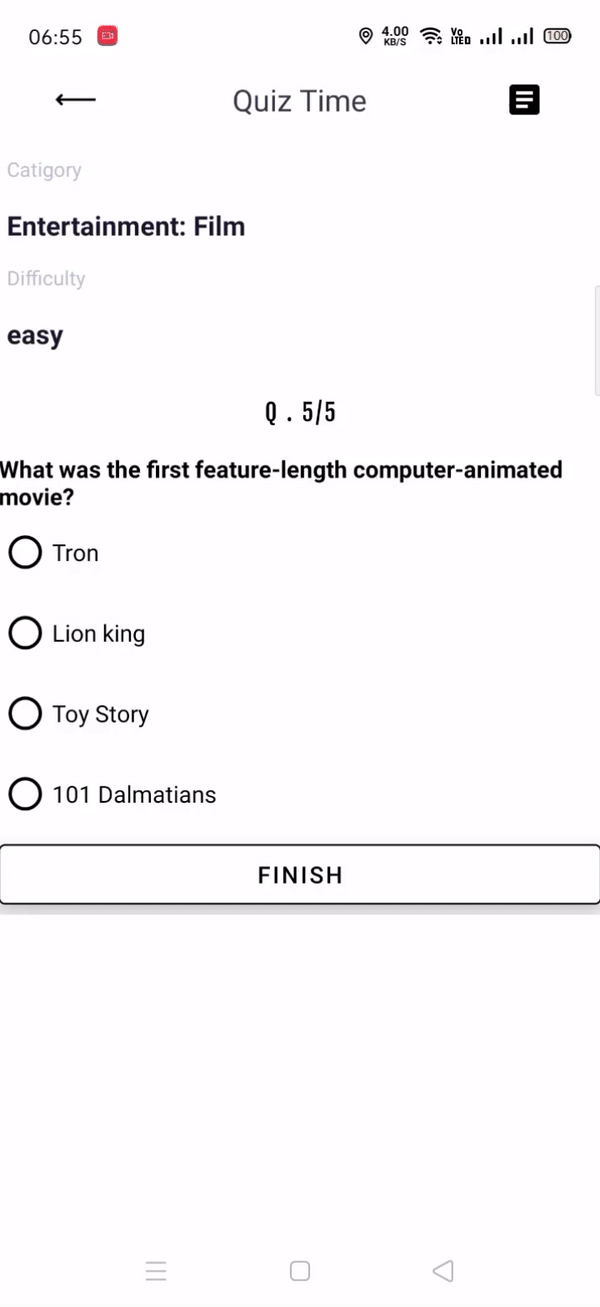 06:55
4.00
KB/S
Vo
LTED
100
Quiz Time
Catigory
Entertainment: Film
Difficulty
easy
Q . 5/5
What was the first feature-length computer-animated
movie?
Tron
Lion king
Toy Story
101 Dalmatians
FINISH